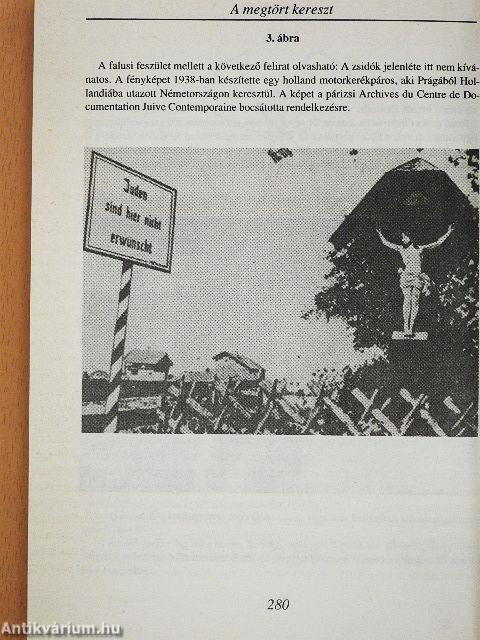 A megtört kereszt
3. ábra
A falusi feszület mellett a következő felirat olvasható: A zsidók jelenléte itt nem kívá-
natos. A fényképet 1938-ban készítette egy holland motorkerékpáros, aki Prágából Hol-
landiába utazott Németországon keresztül. A képet a párizsi Archives du Centre de Do-
cumentation Juive Contemporaine bocsátotta rendelkezésre.
Juden
sind hier nicht
erwünscht
280
Antikvárium.hu